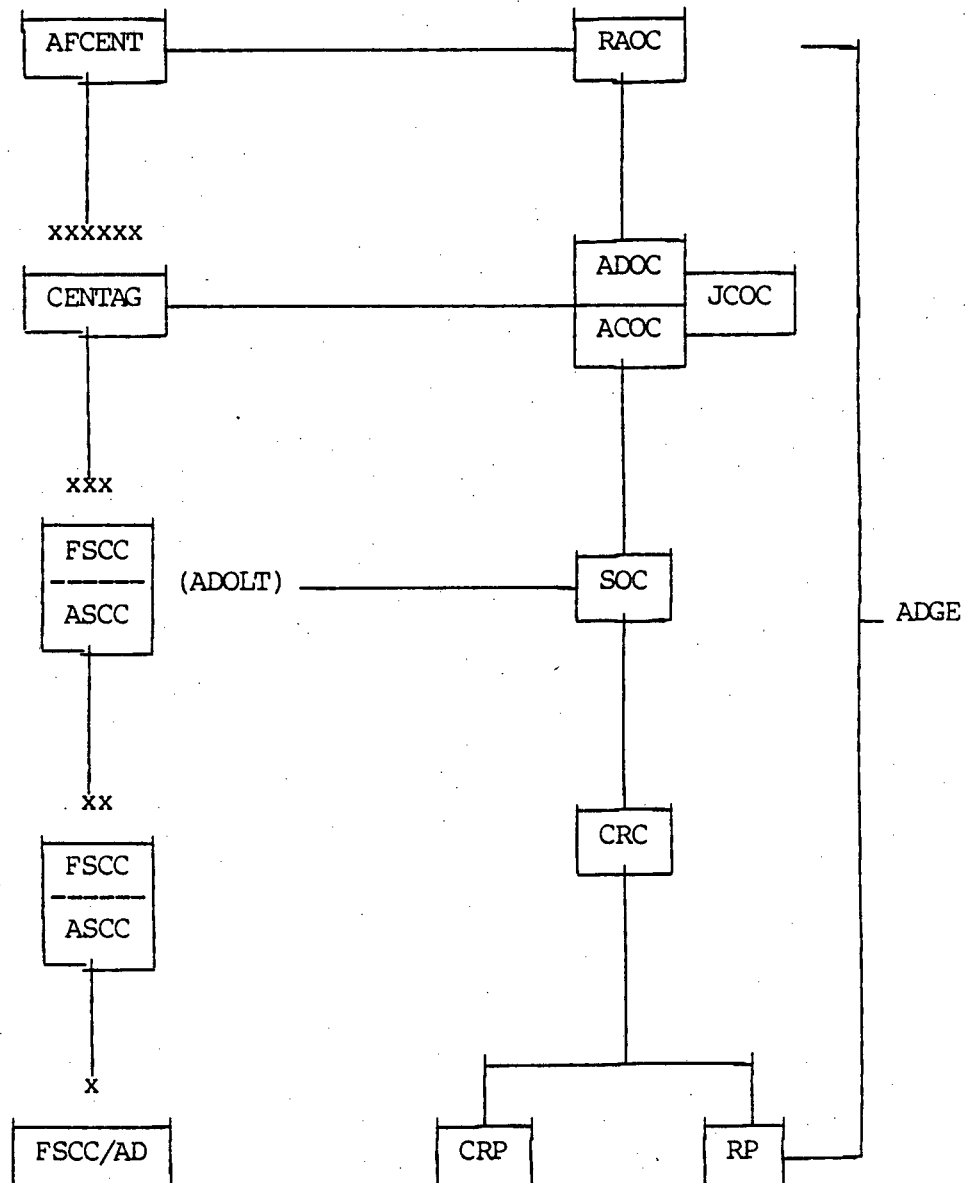 AFCENT
RAOC
xxxxxx
CENTAG
ADOC
ACOC
JCOC
xxx
FSCC
ASCC
(ADOLT)
SOC
ADGE
xx
FSCC
ASCC
CRC
x
FSCC/AD
CRP
RP